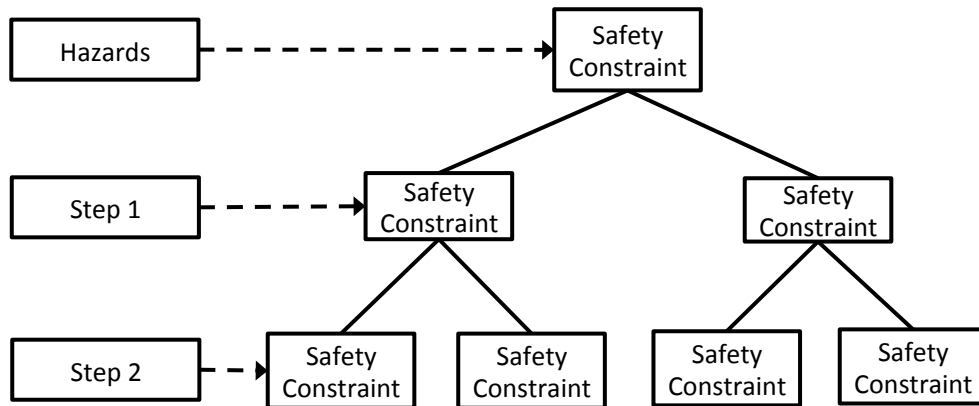 Hazards
Safety
Constraint
Step 1
Safety
Constraint
Safety
Constraint
Step 2
Safety
Constraint
Safety
Constraint
Safety
Constraint
Safety
Constraint